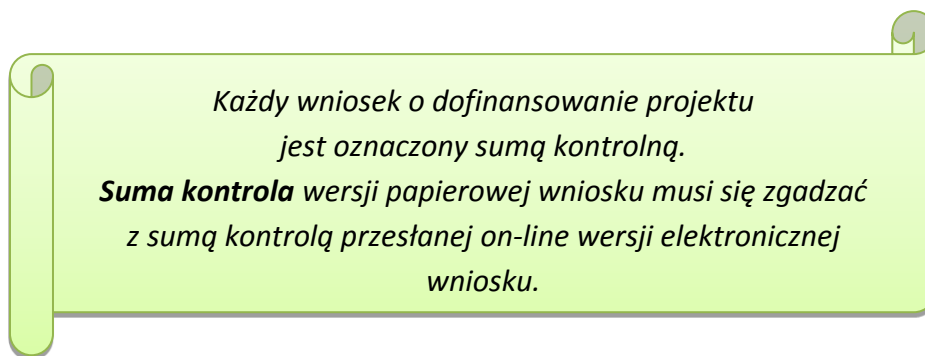 Każdy wniosek o dofinansowanie projektu
jest oznaczony sumą kontrolną.
Suma kontrola wersji papierowej wniosku musi się zgadzać
z sumą kontrolą przesłanej on-line wersji elektronicznej
wniosku.